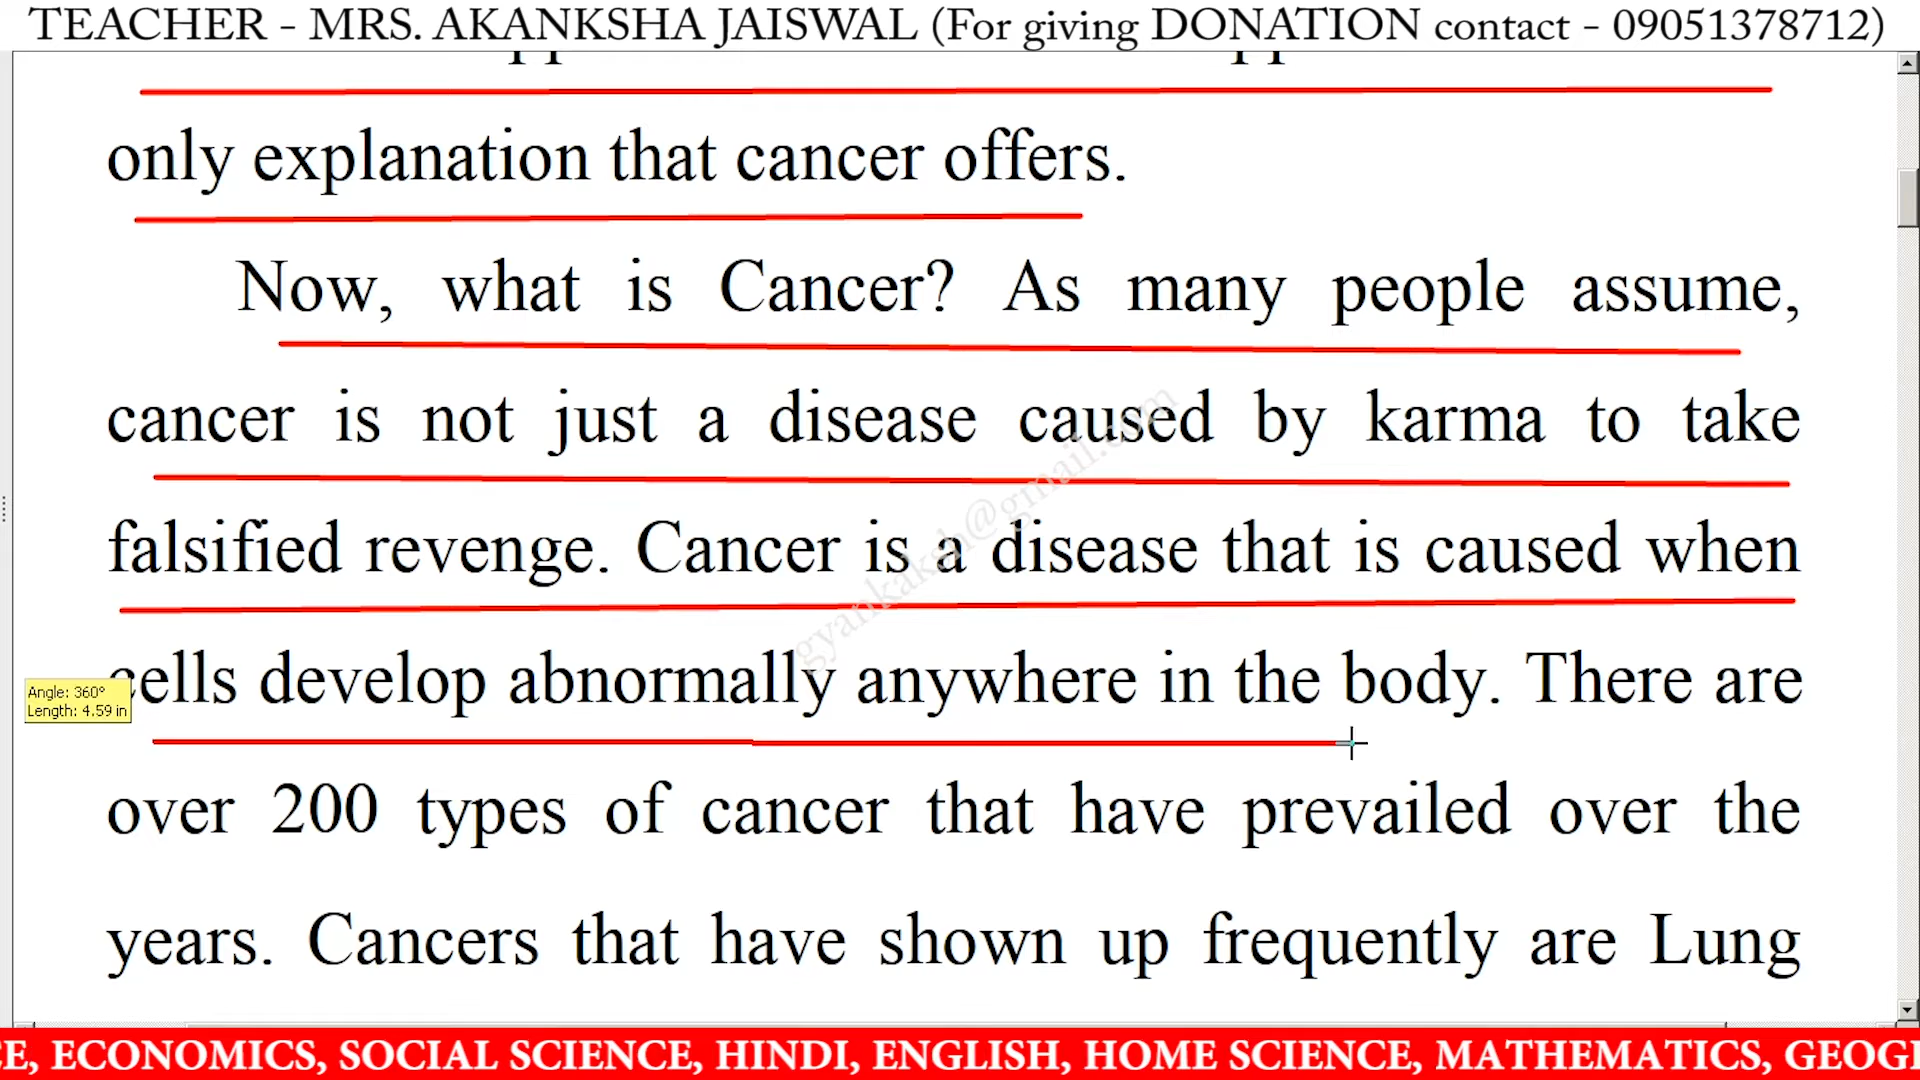 TEACHER - MRS. AKANKSHA JAISWAL (For giving DONATION contact - 09051378712)
only explanation that cancer offers.
Now, what is Cancer? As many people assume,
cancer is not just a disease caused by karma to take
falsified revenge. Cancer is a disease that is caused when
cells develop abnormally anywhere in the body. There are
Angle: 360°
Length: 4.59 in
over 200 types of cancer that have prevailed over the
years. Cancers that have shown up frequently are Lung
gyankaksh@gmail.com
E, ECONOMICS, SOCIAL SCIENCE, HINDI, ENGLISH, HOME SCIENCE, MATHEMATICS, GEOG